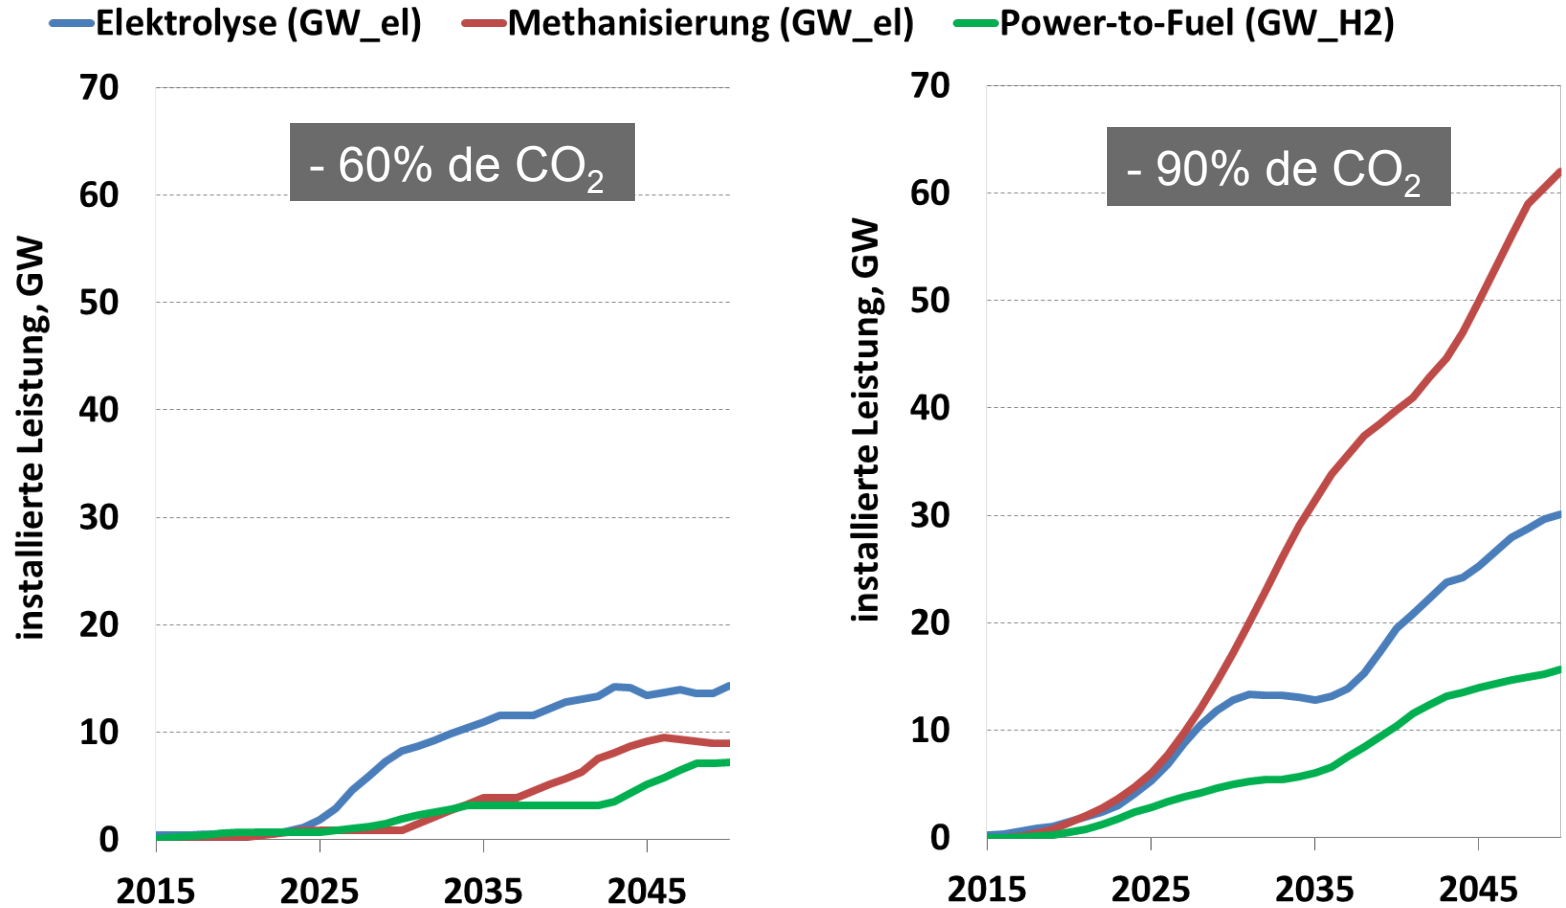 Elektrolyse (GW_el) Methanisierung (GW_el) Power-to-Fuel (GW_H2)
- 60% de CO₂
installierte Leistung, GW
70
60
50
40
30
20
10
0
2015 2025 2035 2045
- 90% de CO₂
installierte Leistung, GW
70
60
50
40
30
20
10
0
2015 2025 2035 2045